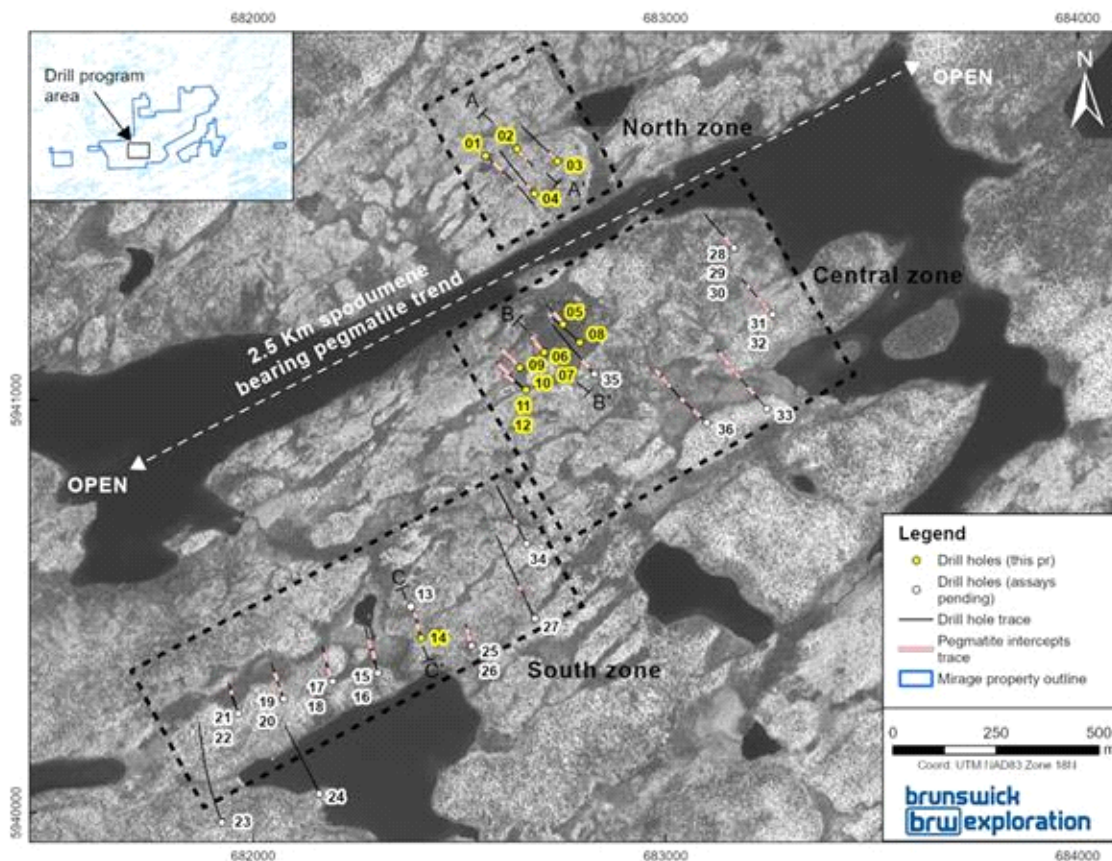 682000
683000
684000
Drill program
area
N
OPEN
North zone
A
02
01
03
A'
04
2.5 Km spodumene
bearing pegmatite trend
28
29
30
Central zone
31
32
B
05
08
06
09
07
10
35
B'
11
12
36
33
5941000
OPEN
34
C
13
14
C'
27
25
26
South zone
15
16
17
18
19
20
21
22
24
23
5940000
Legend
Drill holes (this pr)
Drill holes (assays
pending)
Drill hole trace
Pegmatite intercepts
trace
Mirage property outline
0 250 500
m
Coord. UTM NAD83 Zone 18N
brunswick
brw exploration
682000
683000
684000
5941000
5940000